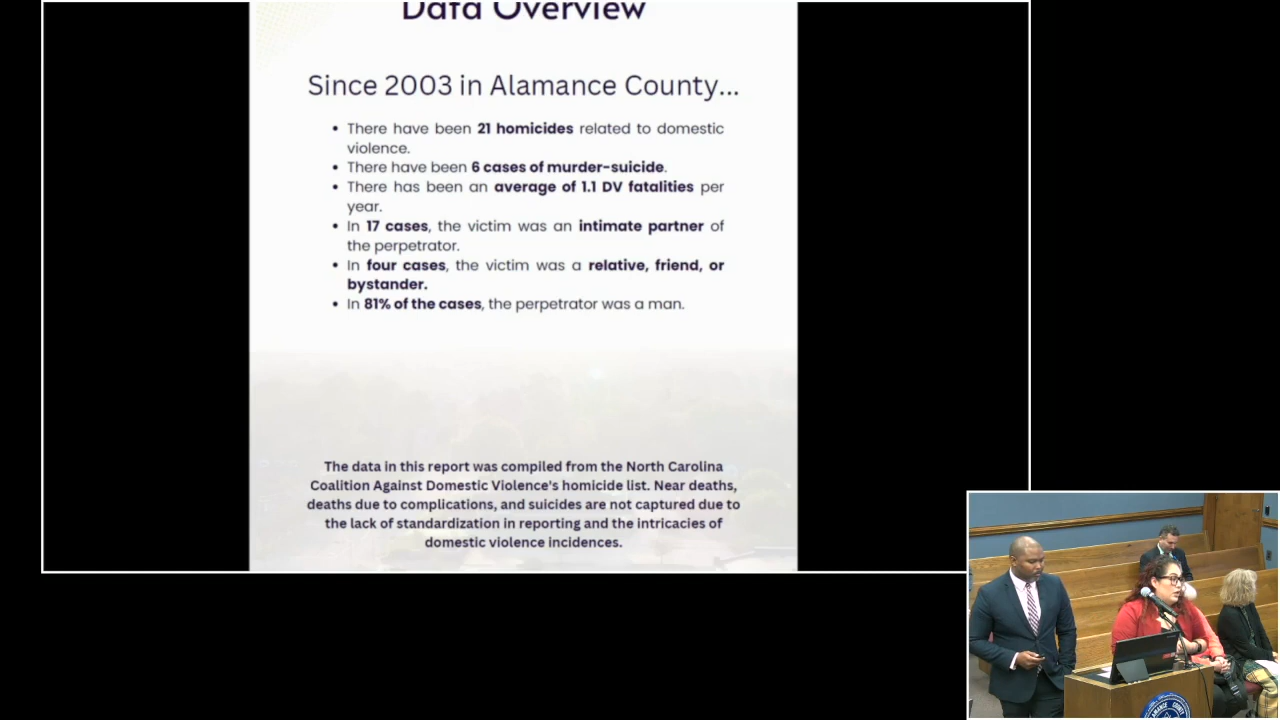 Data Overview
Since 2003 in Alamance County...
• There have been 21 homicides related to domestic
violence.
• There have been 6 cases of murder-suicide.
• There has been an average of 1.1 DV fatalities per
year.
• In 17 cases, the victim was an intimate partner of
the perpetrator.
• In four cases, the victim was a relative, friend, or
bystander.
• In 81% of the cases, the perpetrator was a man.
The data in this report was compiled from the North Carolina
Coalition Against Domestic Violence's homicide list. Near deaths,
deaths due to complications, and suicides are not captured due to
the lack of standardization in reporting and the intricacies of
domestic violence incidences.
ALAMANCE COUNTY